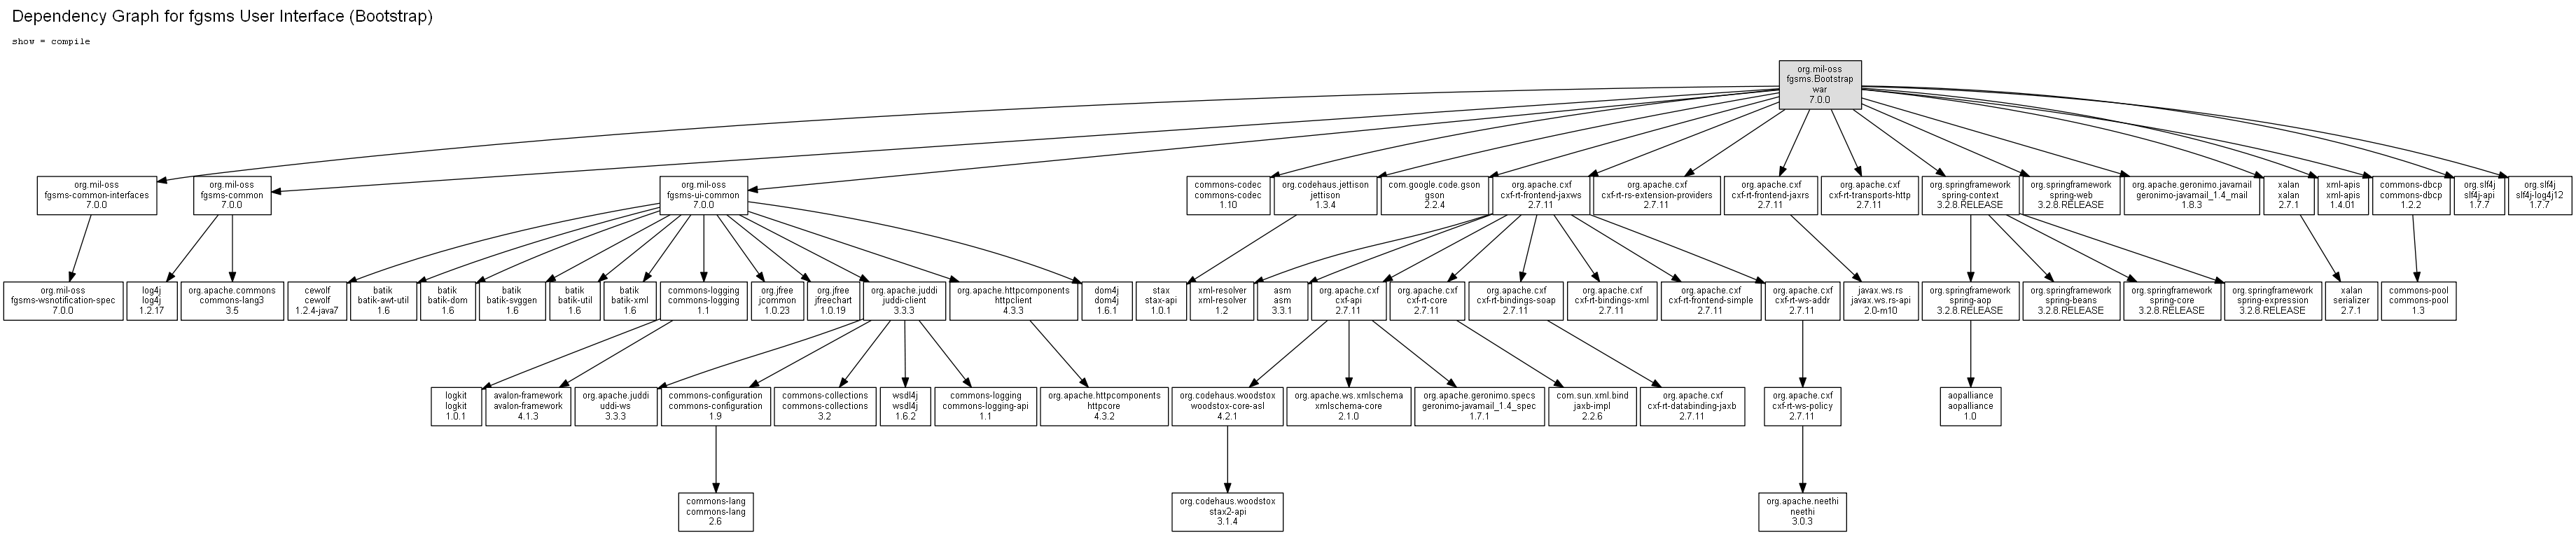 Dependency Graph for fgsms User Interface (Bootstrap)
show = compile
org.mil-oss
fgsms.Bootstrap
war
7.0.0
org.mil-oss
fgsms-common-interfaces
7.0.0
org.mil-oss
fgsms-common
7.0.0
org.mil-oss
fgsms-ui-common
7.0.0
commons-codec
commons-codec
1.10
org.codehaus.jettison
jettison
1.3.4
com.google.code.gson
gson
2.2.4
org.apache.cxf
cxf-rt-frontend-jaxws
2.7.11
org.apache.cxf
cxf-rt-rs-extension-providers
2.7.11
org.apache.cxf
cxf-rt-frontend-jaxrs
2.7.11
org.apache.cxf
cxf-rt-transports-http
2.7.11
org.springframework
spring-context
3.2.8.RELEASE
org.springframework
spring-web
3.2.8.RELEASE
org.apache.geronimo.javamail
geronimo-javamail_1.4_mail
1.8.3
xalan
xalan
2.7.1
xml-apis
xml-apis
1.4.01
commons-dbcp
commons-dbcp
1.2.2
org.slf4j
slf4j-api
1.7.7
org.slf4j
slf4j-log4j12
1.7.7
org.mil-oss
fgsms-wsnotification-spec
7.0.0
log4j
log4j
1.2.17
org.apache.commons
commons-lang3
3.5
cewolf
cewolf
1.2.4-java7
batik
batik-awt-util
1.6
batik
batik-dom
1.6
batik
batik-svggen
1.6
batik
batik-util
1.6
batik
batik-xml
1.6
commons-logging
commons-logging
1.1
org.jfree
jcommon
1.0.23
org.jfree
jfreechart
1.0.19
org.apache.juddi
juddi-client
3.3.3
org.apache.httpcomponents
httpclient
4.3.3
dom4j
dom4j
1.6.1
stax
stax-api
1.0.1
xml-resolver
xml-resolver
1.2
asm
asm
3.3.1
org.apache.cxf
cxf-api
2.7.11
org.apache.cxf
cxf-rt-core
2.7.11
org.apache.cxf
cxf-rt-bindings-soap
2.7.11
org.apache.cxf
cxf-rt-bindings-xml
2.7.11
org.apache.cxf
cxf-rt-frontend-simple
2.7.11
org.apache.cxf
cxf-rt-ws-addr
2.7.11
javax.ws.rs
javax.ws.rs-api
2.0-m10
org.springframework
spring-aop
3.2.8.RELEASE
org.springframework
spring-beans
3.2.8.RELEASE
org.springframework
spring-core
3.2.8.RELEASE
org.springframework
spring-expression
3.2.8.RELEASE
xalan
serializer
2.7.1
commons-pool
commons-pool
1.3
logkit
logkit
1.0.1
avalon-framework
avalon-framework
4.1.3
org.apache.juddi
uddi-ws
3.3.3
commons-configuration
commons-configuration
1.9
commons-collections
commons-collections
3.2
wsdl4j
wsdl4j
1.6.2
commons-logging
commons-logging-api
1.1
org.apache.httpcomponents
httpcore
4.3.2
org.codehaus.woodstox
woodstox-core-asl
4.2.1
org.apache.ws.xmlschema
xmlschema-core
2.1.0
org.apache.geronimo.specs
geronimo-javamail_1.4_spec
1.7.1
com.sun.xml.bind
jaxb-impl
2.2.6
org.apache.cxf
cxf-rt-databinding-jaxb
2.7.11
org.apache.cxf
cxf-rt-ws-policy
2.7.11
aopalliance
aopalliance
1.0
commons-lang
commons-lang
2.6
org.codehaus.woodstox
stax2-api
3.1.4
org.apache.neethi
neethi
3.0.3